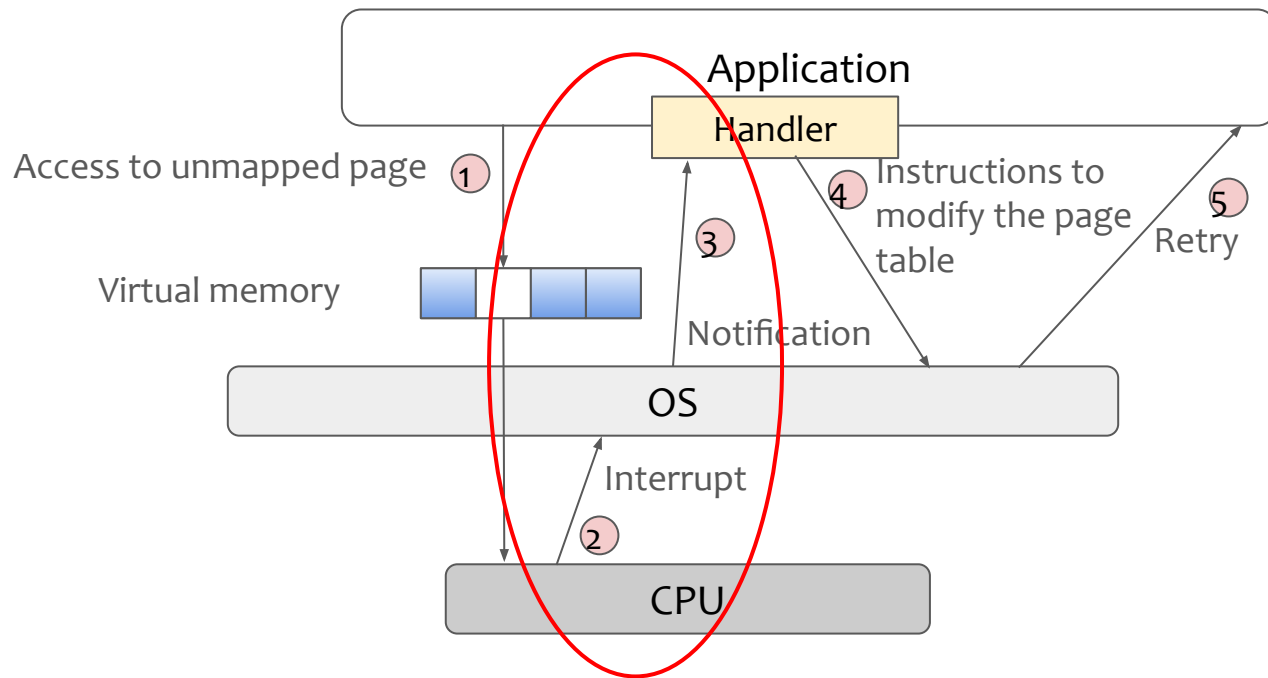 Application
Handler
Access to unmapped page
1
4
Instructions to
modify the page
table
5
Retry
3
Virtual memory
Notification
OS
Interrupt
2
CPU